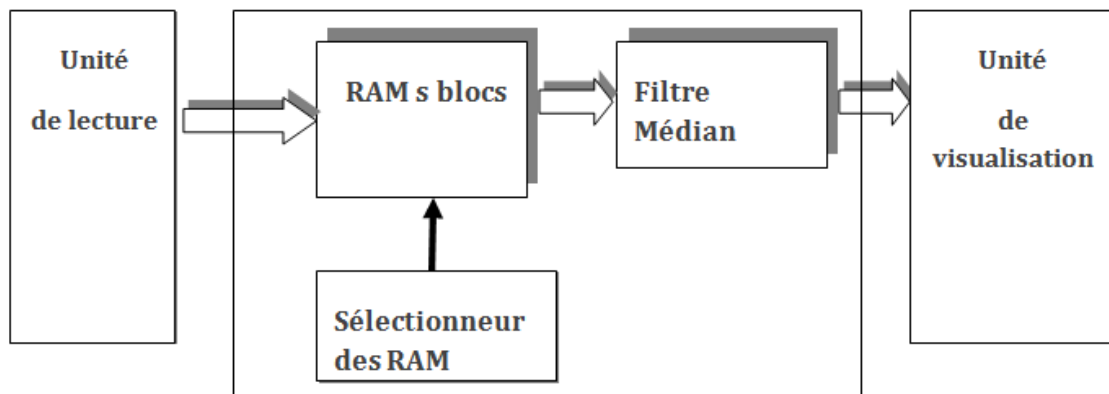 Unité
de lecture
RAM s blocs
Filtre
Médian
Unité
de
visualisation
Sélectionneur
des RAM